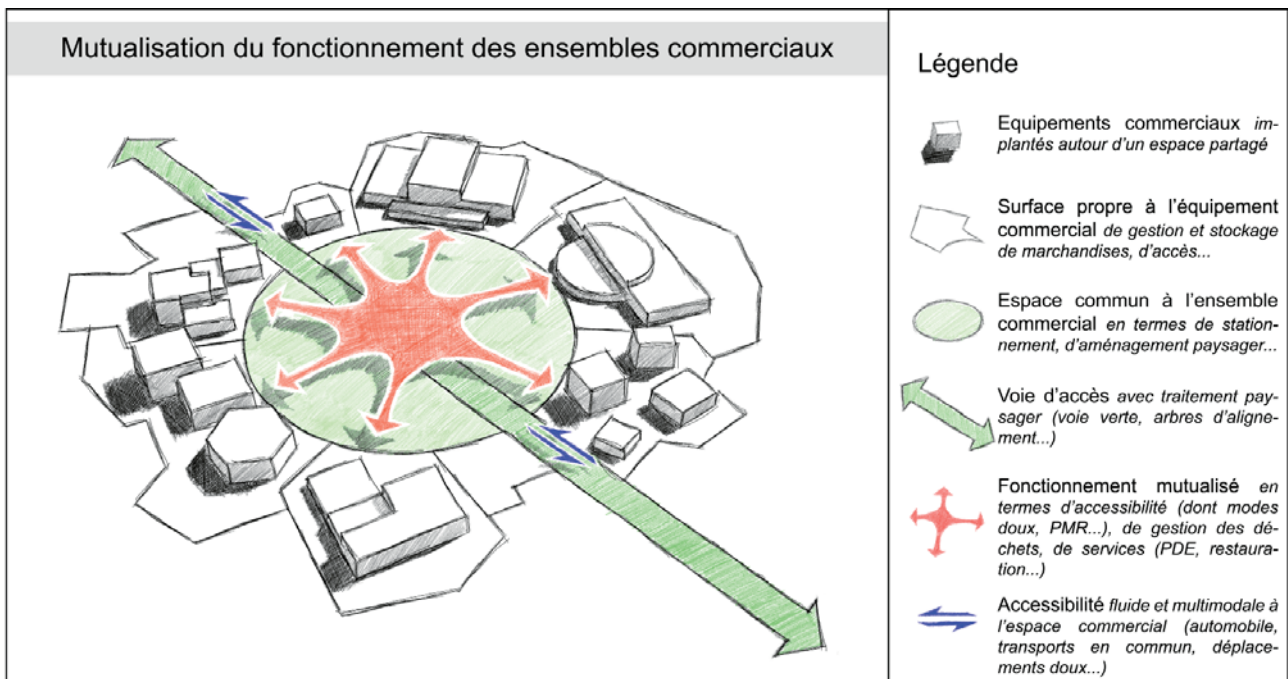 Mutualisation du fonctionnement des ensembles commerciaux
Légende
Equipements commerciaux im-
plantés autour d'un espace partagé
Surface propre à l'équipement
commercial de gestion et stockage
de marchandises, d'accès...
Espace commun à l'ensemble
commercial en termes de station-
nement, d'aménagement paysager...
Voie d'accès avec traitement pay-
sager (voie verte, arbres d'aligne-
ment...)
Fonctionnement mutualisé en
termes d'accessibilité (dont modes
doux, PMR...), de gestion des dé-
chets, de services (PDE, restaura-
tion...)
Accessibilité fluide et multimodale à
l'espace commercial (automobile,
transports en commun, déplace-
ments doux...)